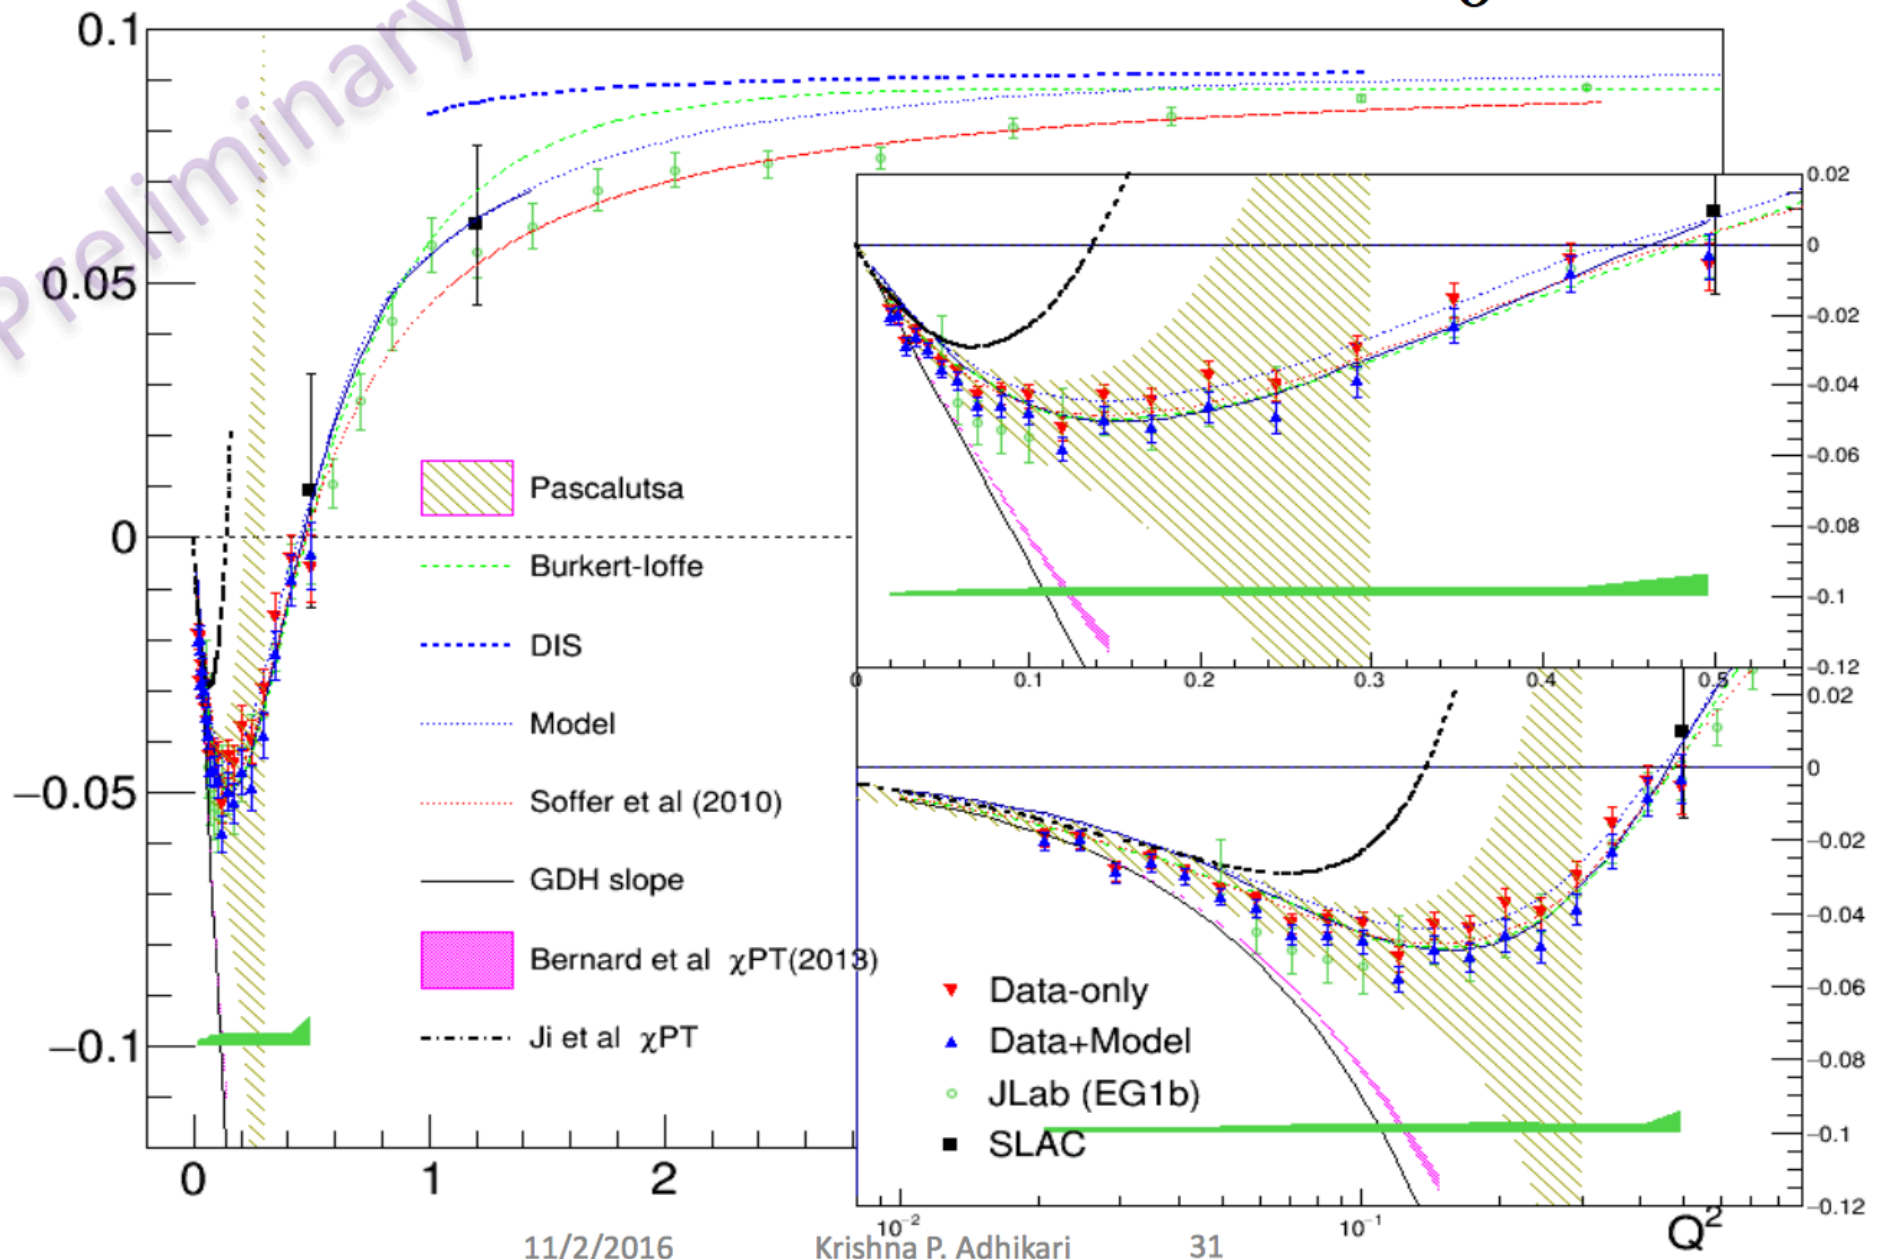 0.1
0.05
0
−0.05
−0.1
0
1
2
Preliminary
Pascalutsa
Burkert-Ioffe
DIS
Model
Soffer et al (2010)
GDH slope
Bernard et al χPT(2013)
Ji et al χPT
0.02
0
−0.02
−0.04
−0.06
−0.08
−0.1
−0.12
0
0.1
0.2
0.3
0.4
0.5
0.02
0
−0.02
−0.04
−0.06
−0.08
−0.1
−0.12
Data-only
Data+Model
JLab (EG1b)
SLAC
10⁻²
10⁻¹
Q²
11/2/2016
Krishna P. Adhikari
31